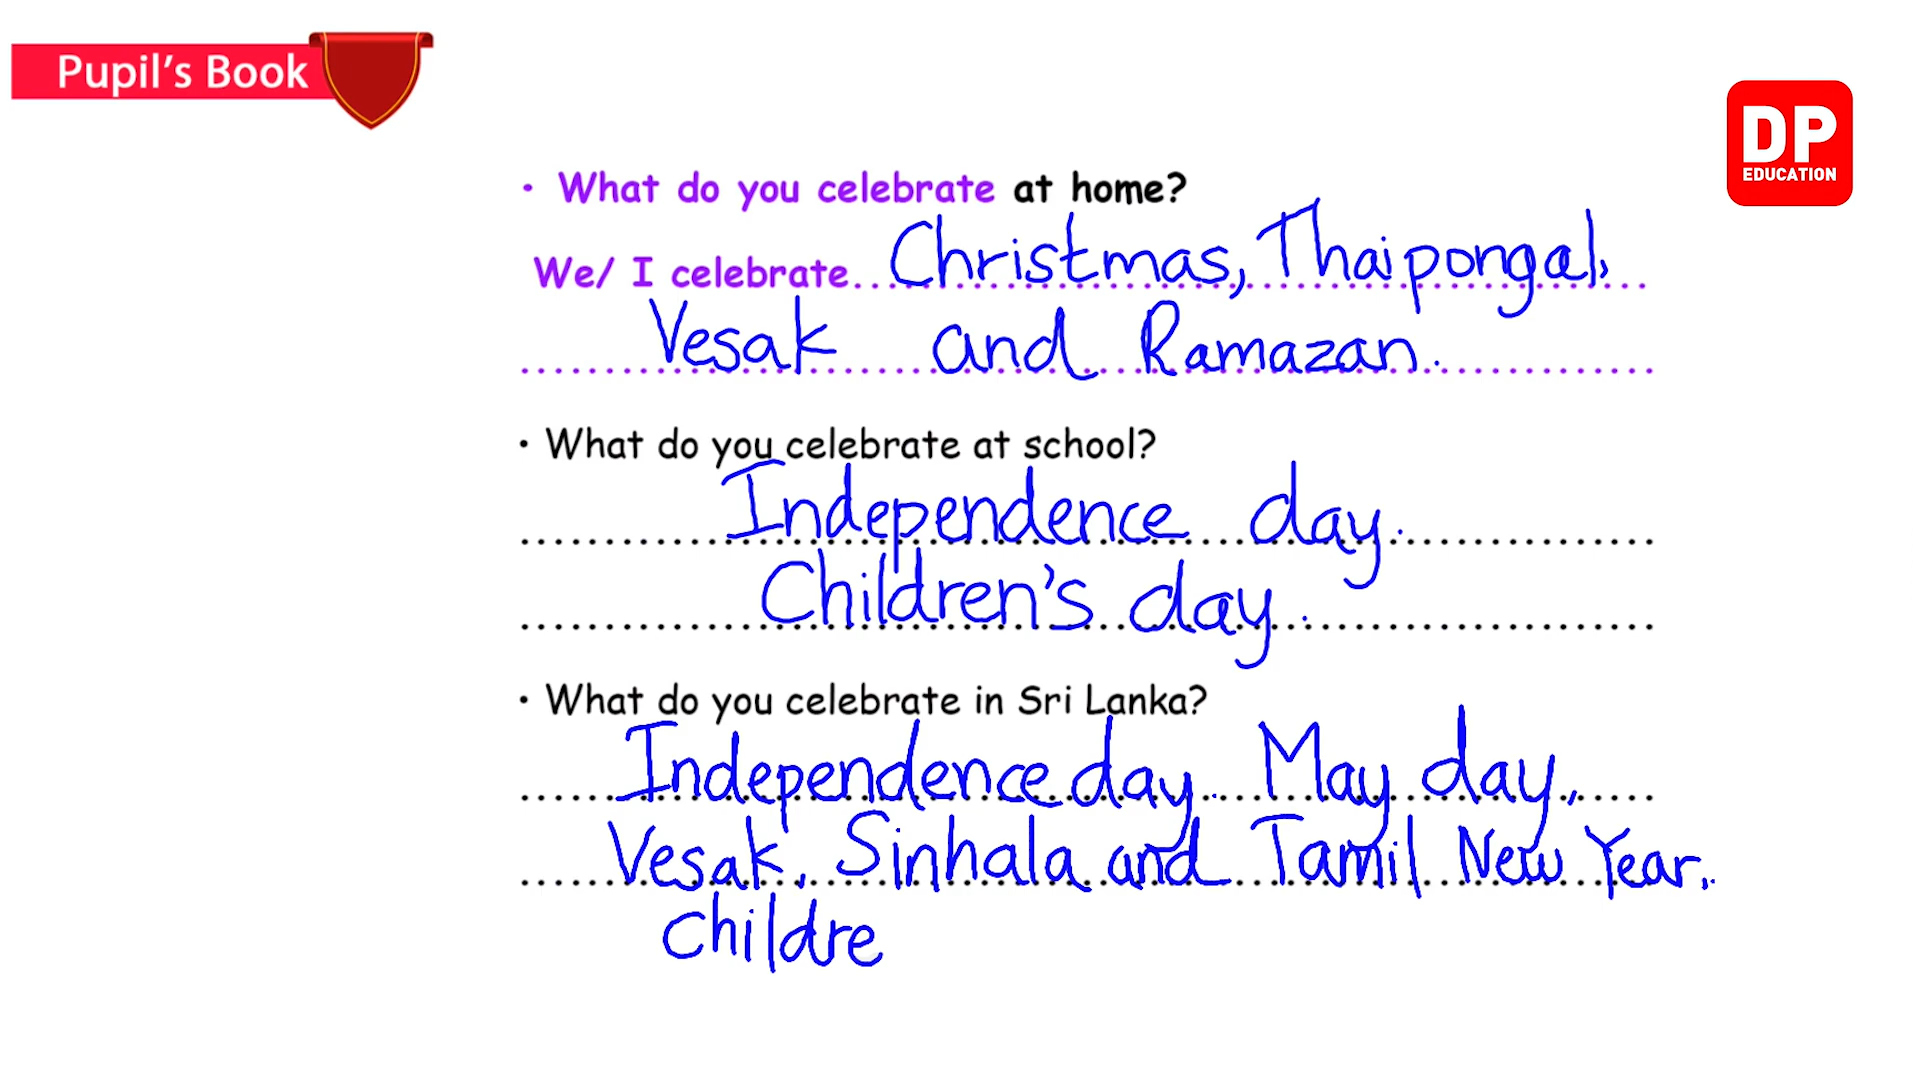 Pupil's Book
DP
EDUCATION
• What do you celebrate at home?
We/ I celebrate Christmas, Thaipongal,
Vesak and Ramazan.
• What do you celebrate at school?
Independence day.
Children's day.
• What do you celebrate in Sri Lanka?
Independence day. May day,
Vesak, Sinhala and Tamil New Year,.
Childre